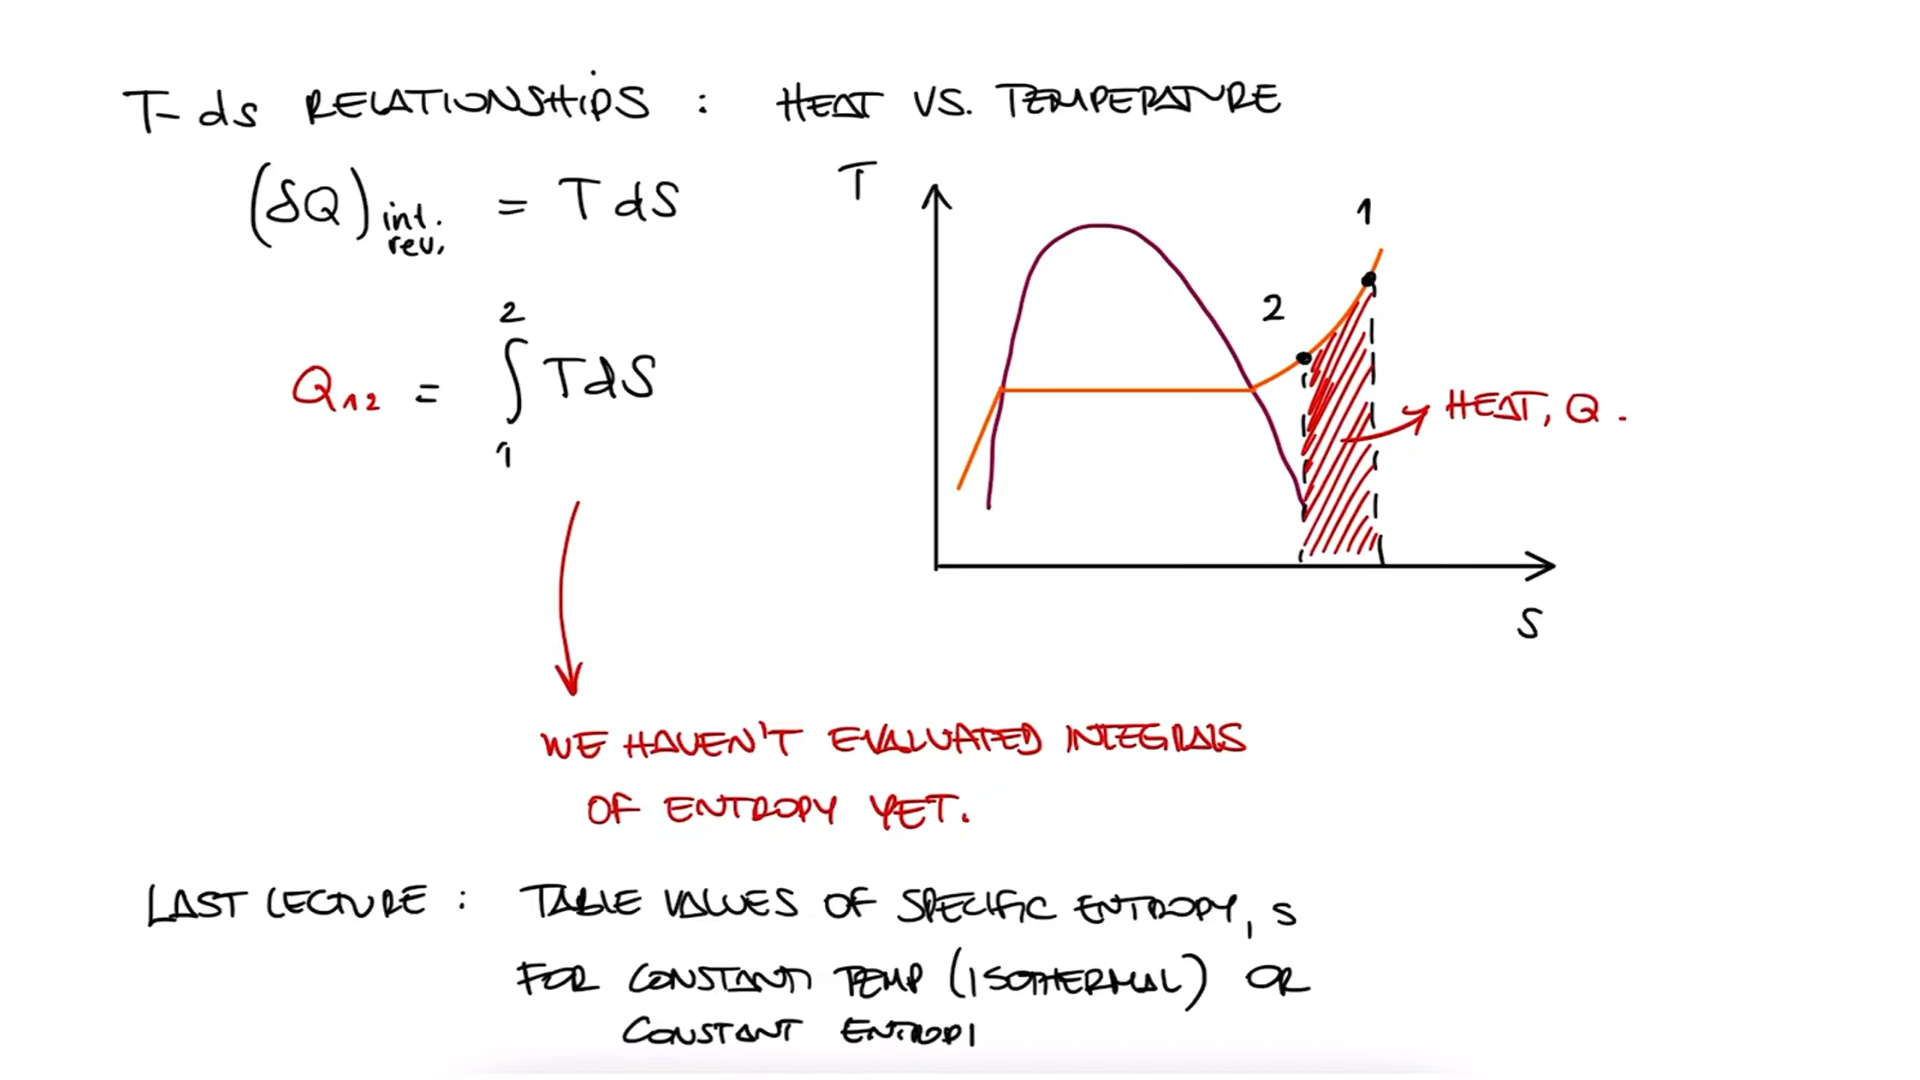 T-ds RELATIONSHIPS : HEAT VS. TEMPERATURE
(δQ)int. rev. = T dS
Q12 = ∫ TdS
2
1
T
1
2
HEAT, Q.
S
WE HAVEN'T EVALUATED INTEGRALS
OF ENTROPY YET.
LAST LECTURE : TABLE VALUES OF SPECIFIC ENTROPY, s
FOR CONSTANT TEMP (ISOTHERMAL) OR
CONSTANT ENTROPI